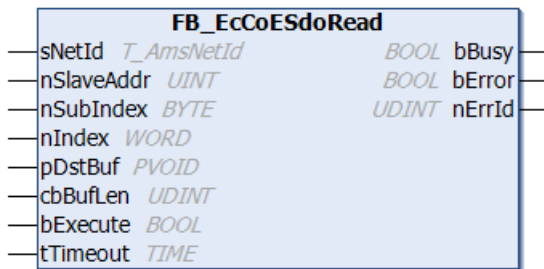 FB_EcCoESdoRead
sNetId T_AmsNetId BOOL bBusy
nSlaveAddr UINT BOOL bError
nSubIndex BYTE UDINT nErrId
nIndex WORD
pDstBuf PVOID
cbBufLen UDINT
bExecute BOOL
tTimeout TIME